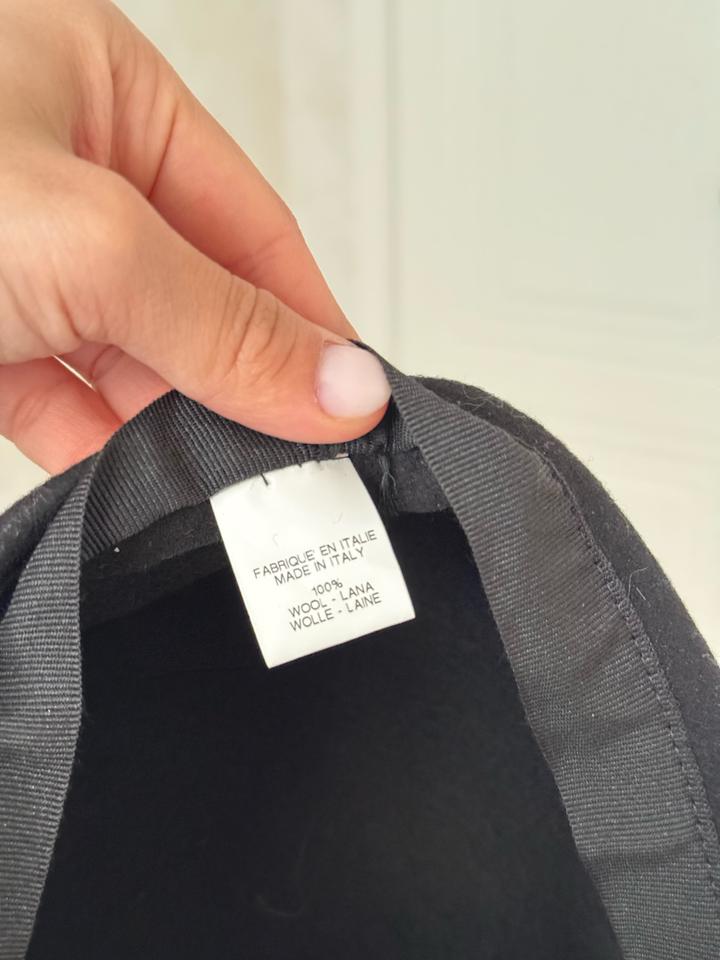 FABRIQUE' EN ITALIE
MADE IN ITALY
100%
WOOL - LANA
WOLLE - LAINE